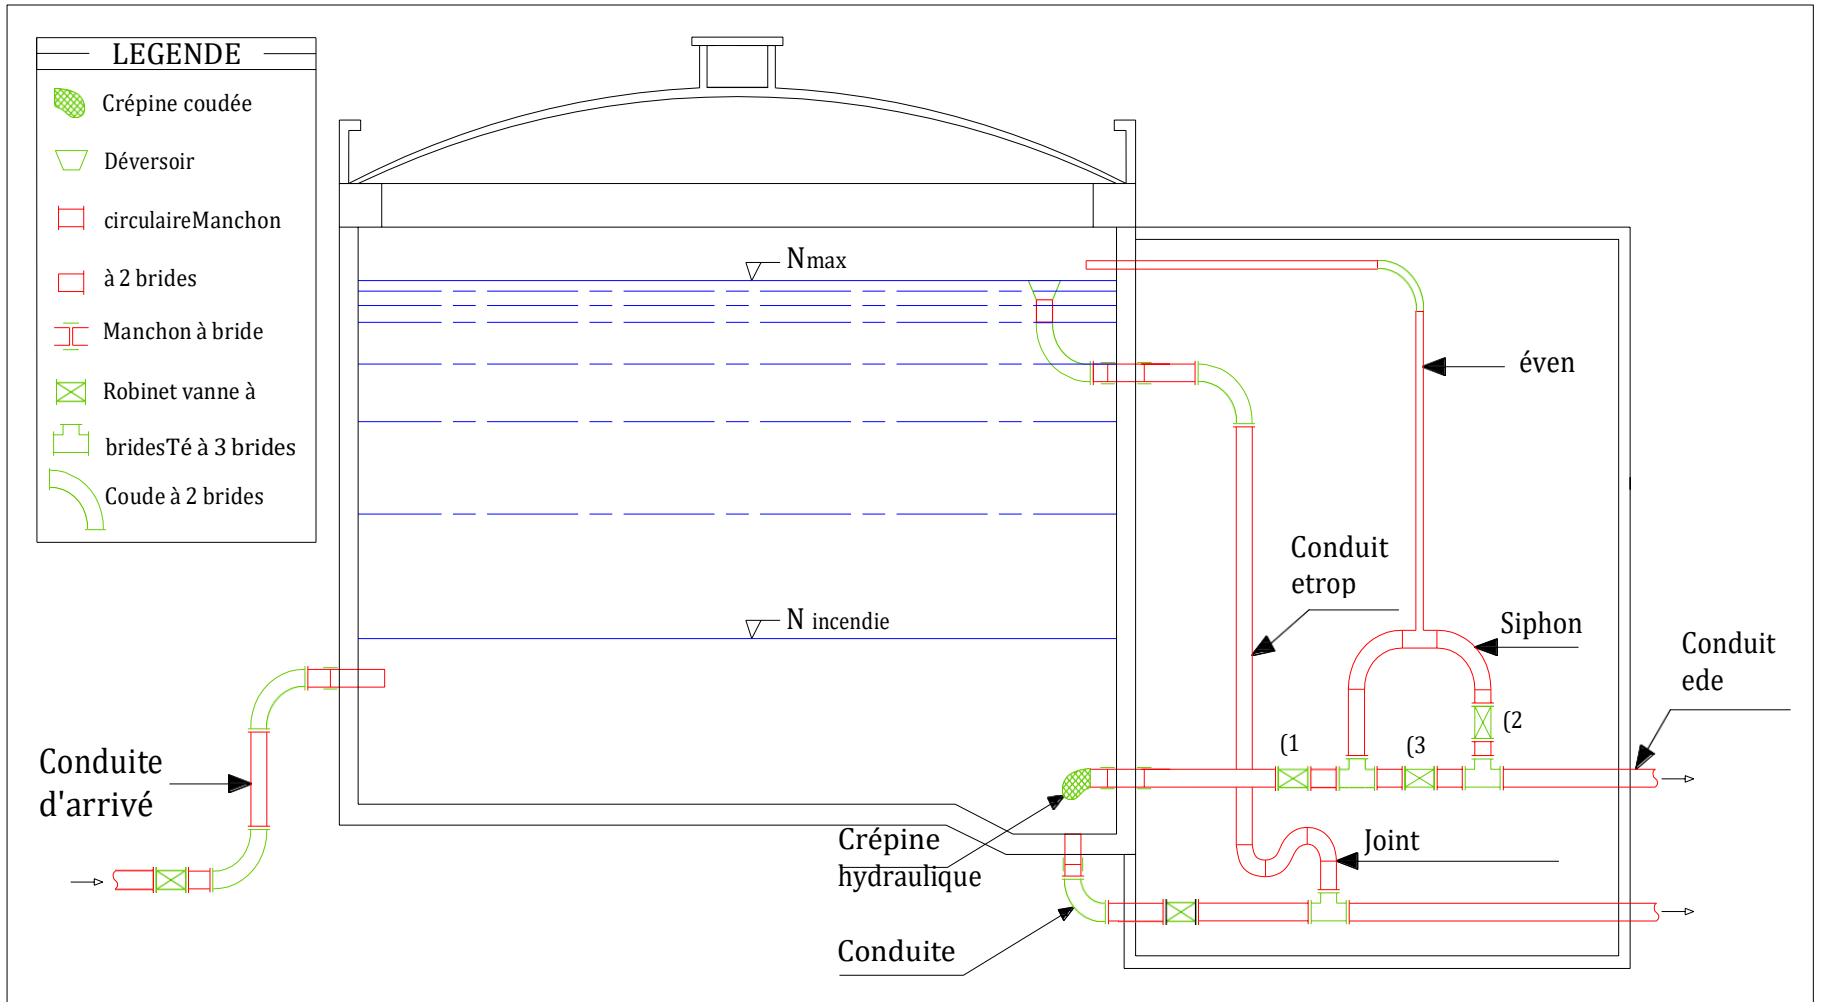 LEGENDE
Crépine coudée
Déversoir
circulaireManchon
à 2 brides
Manchon à bride
Robinet vanne à
bridesTé à 3 brides
Coude à 2 brides
Nmax
éven
Conduit
etrop
N incendie
Siphon
Conduit
ede
(2
(1
(3
Conduite
d'arrivé
Crépine
hydraulique
Joint
Conduite